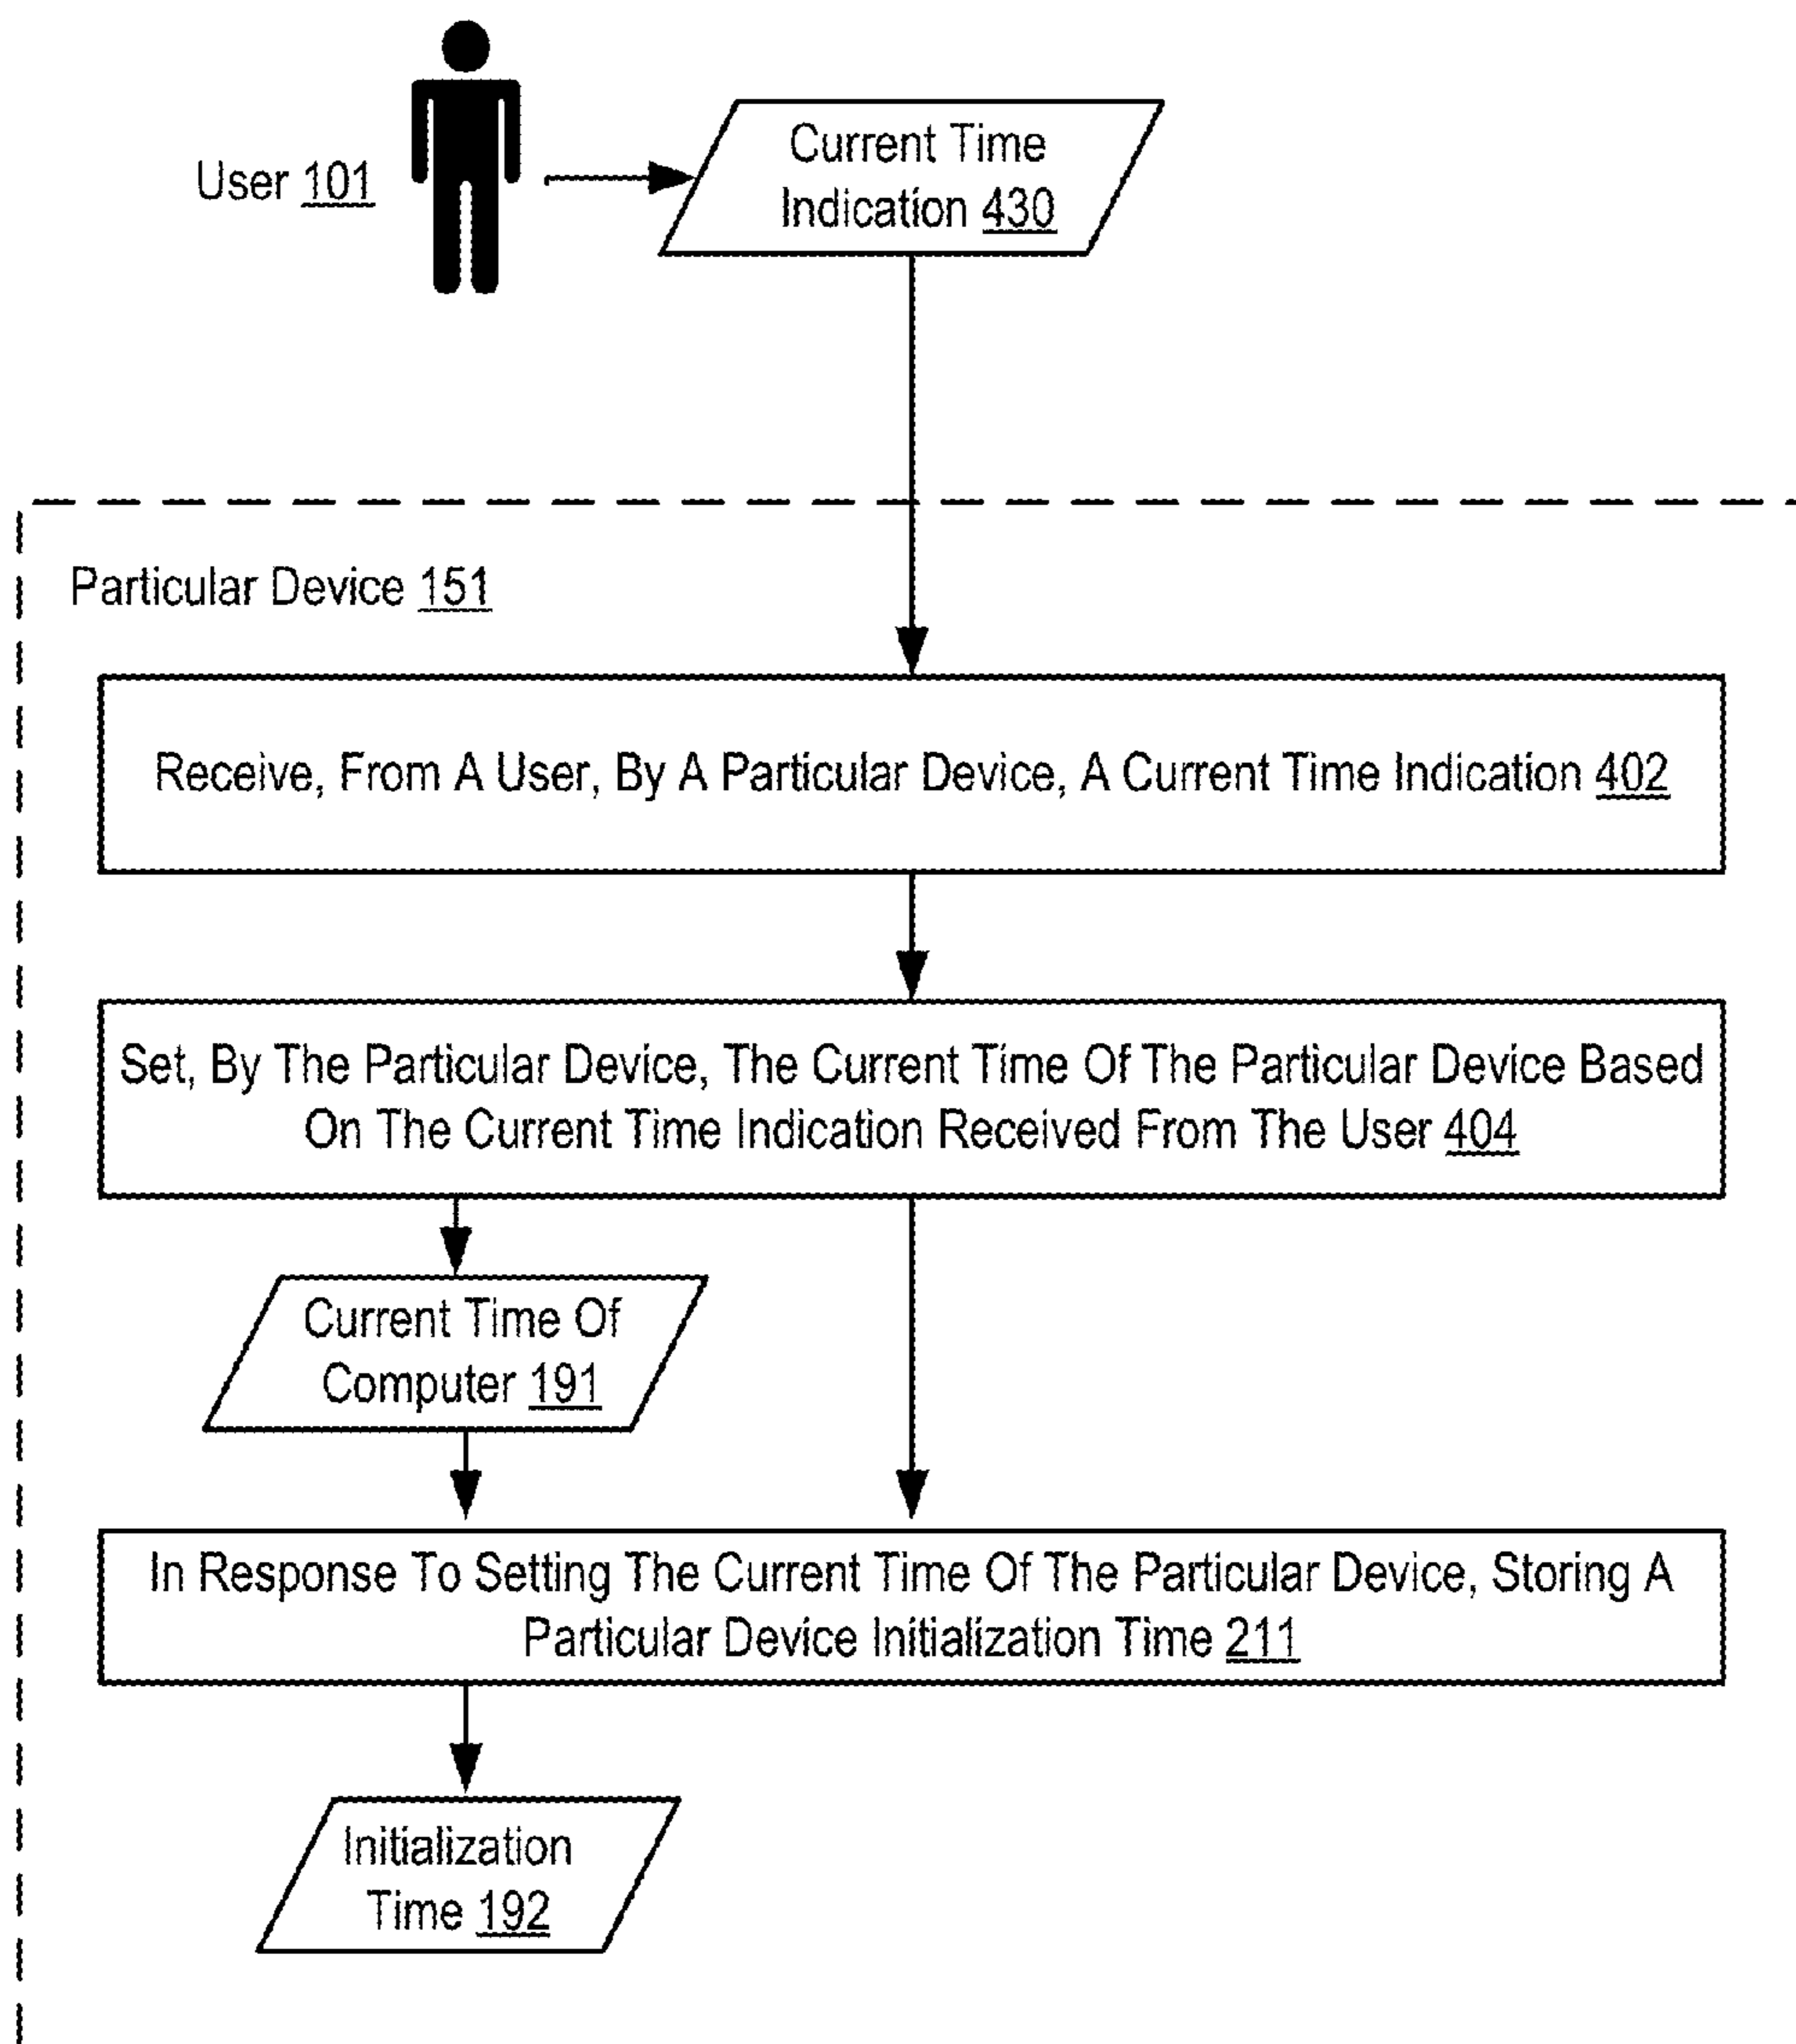 User 101
Current Time
Indication 430
Particular Device 151
Receive, From A User, By A Particular Device, A Current Time Indication 402
Set, By The Particular Device, The Current Time Of The Particular Device Based
On The Current Time Indication Received From The User 404
Current Time Of
Computer 191
In Response To Setting The Current Time Of The Particular Device, Storing A
Particular Device Initialization Time 211
Initialization
Time 192